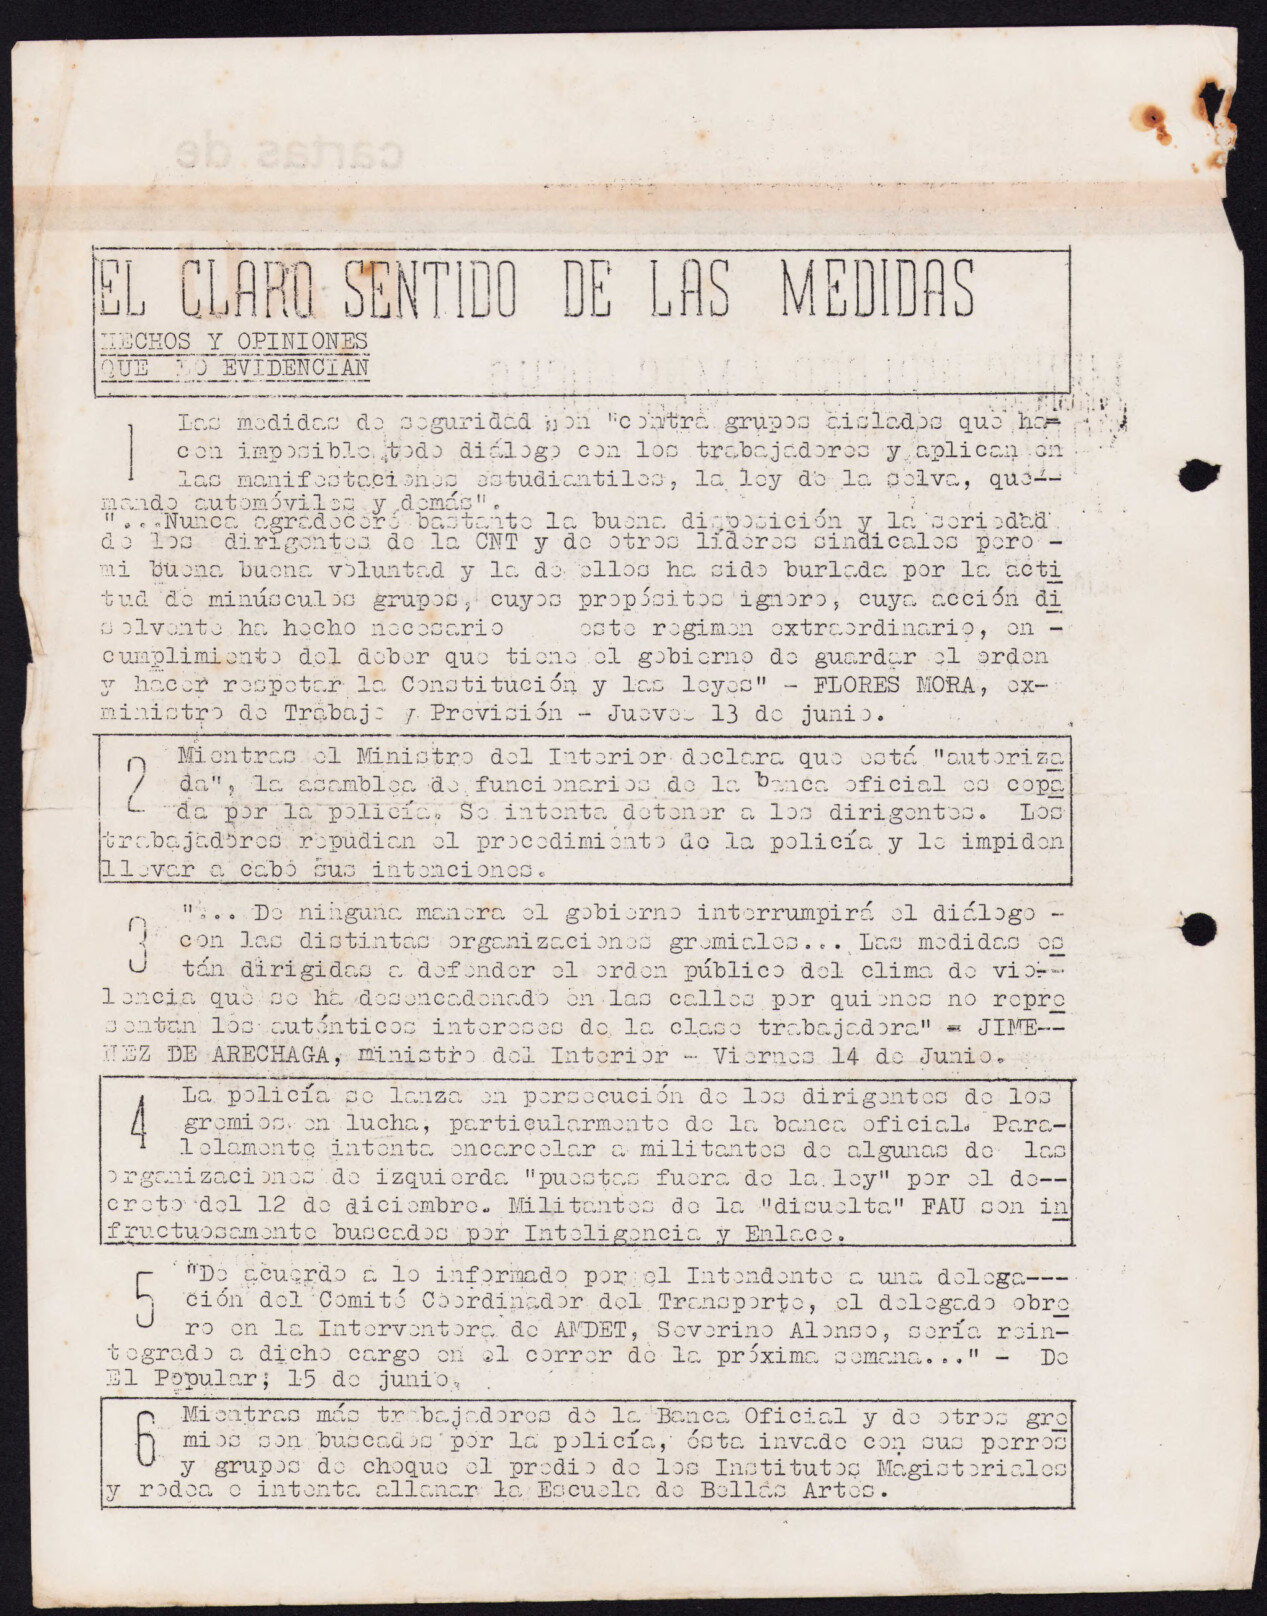 cartas de
EL CLARO SENTIDO DE LAS MEDIDAS
HECHOS Y OPINIONES
QUE LO EVIDENCIAN
1 Las medidas de seguridad son "contra grupos aislados que ha-
cen imposible todo diálogo con los trabajadores y aplican en
las manifestaciones estudiantiles, la ley de la selva, que--
mando automóviles y demás".
"...Nunca agradeceré bastante la buena disposición y la seriedad
de los dirigentes de la CNT y de otros líderes sindicales pero -
mi buena buena voluntad y la de ellos ha sido burlada por la acti
tud de minúsculos grupos, cuyos propósitos ignoro, cuya acción di
solvente ha hecho necesario este regimen extraordinario, en -
cumplimiento del deber que tiene el gobierno de guardar el orden
y hacer respetar la Constitución y las leyes" - FLORES MORA, ex-
ministro de Trabajo y Previsión - Jueves 13 de junio.
2 Mientras el Ministro del Interior declara que está "autoriza
da", la asamblea de funcionarios de la banca oficial es copa
da por la policía. Se intenta detener a los dirigentes. Los
trabajadores repudian el procedimiento de la policía y le impiden
llevar a cabo sus intenciones.
3 "... De ninguna manera el gobierno interrumpirá el diálogo -
con las distintas organizaciones gremiales... Las medidas es
tán dirigidas a defender el orden público del clima de vio--
lencia que se ha desencadenado en las calles por quienes no repre
sentan los auténticos intereses de la clase trabajadora" - JIME--
NEZ DE ARECHAGA, ministro del Interior - Viernes 14 de Junio.
4 La policía se lanza en persecución de los dirigentes de los
gremios en lucha, particularmente de la banca oficial. Para-
lelamente intenta encarcelar a militantes de algunas de las
organizaciones de izquierda "puestas fuera de la ley" por el de--
creto del 12 de diciembre. Militantes de la "disuelta" FAU son in
fructuosamente buscados por Inteligencia y Enlace.
5 "De acuerdo a lo informado por el Intendente a una delega---
ción del Comité Coordinador del Transporte, el delegado obre
ro en la Interventora de AMDET, Severino Alonso, sería rein-
tegrado a dicho cargo en el correr de la próxima semana..." - De
El Popular; 15 de junio.
6 Mientras más trabajadores de la Banca Oficial y de otros gre
mios son buscados por la policía, ésta invade con sus perros
y grupos de choque el predio de los Institutos Magisteriales
y rodea e intenta allanar la Escuela de Bellas Artes.